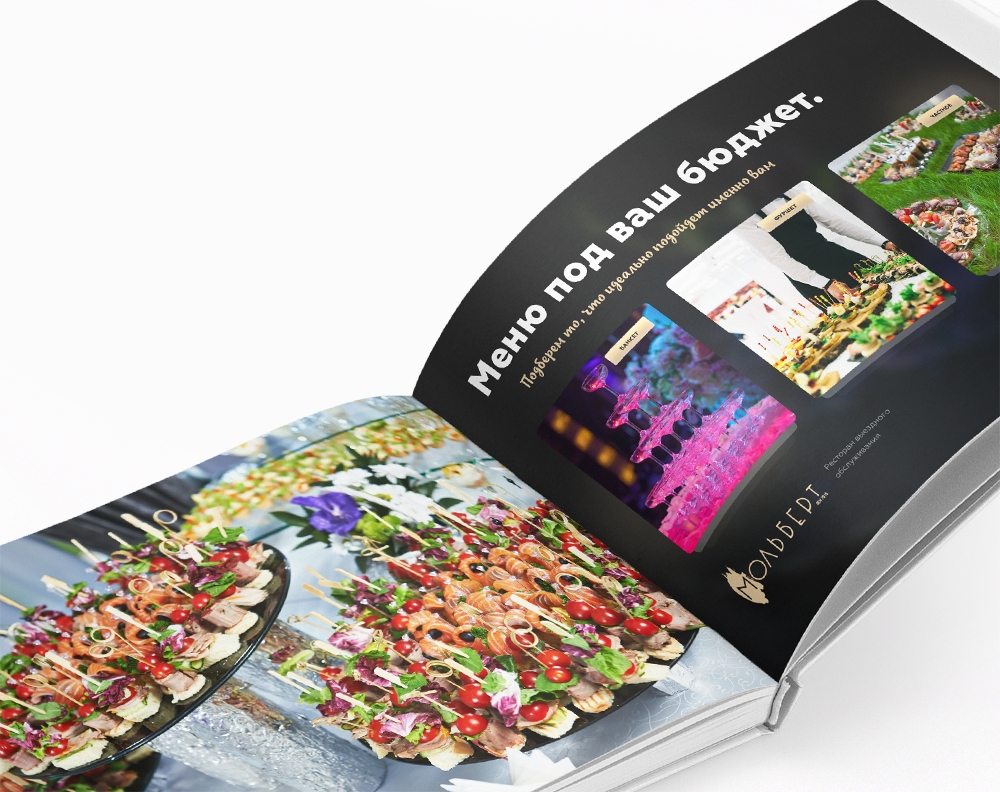 Меню под ваш бюджет.
Подберем то, что идеально подойдет именно вам
БАНКЕТ
ФУРШЕТ
ЧАСТНОЕ
МОЛЬБЕРТ
Ресторан выездного
обслуживания